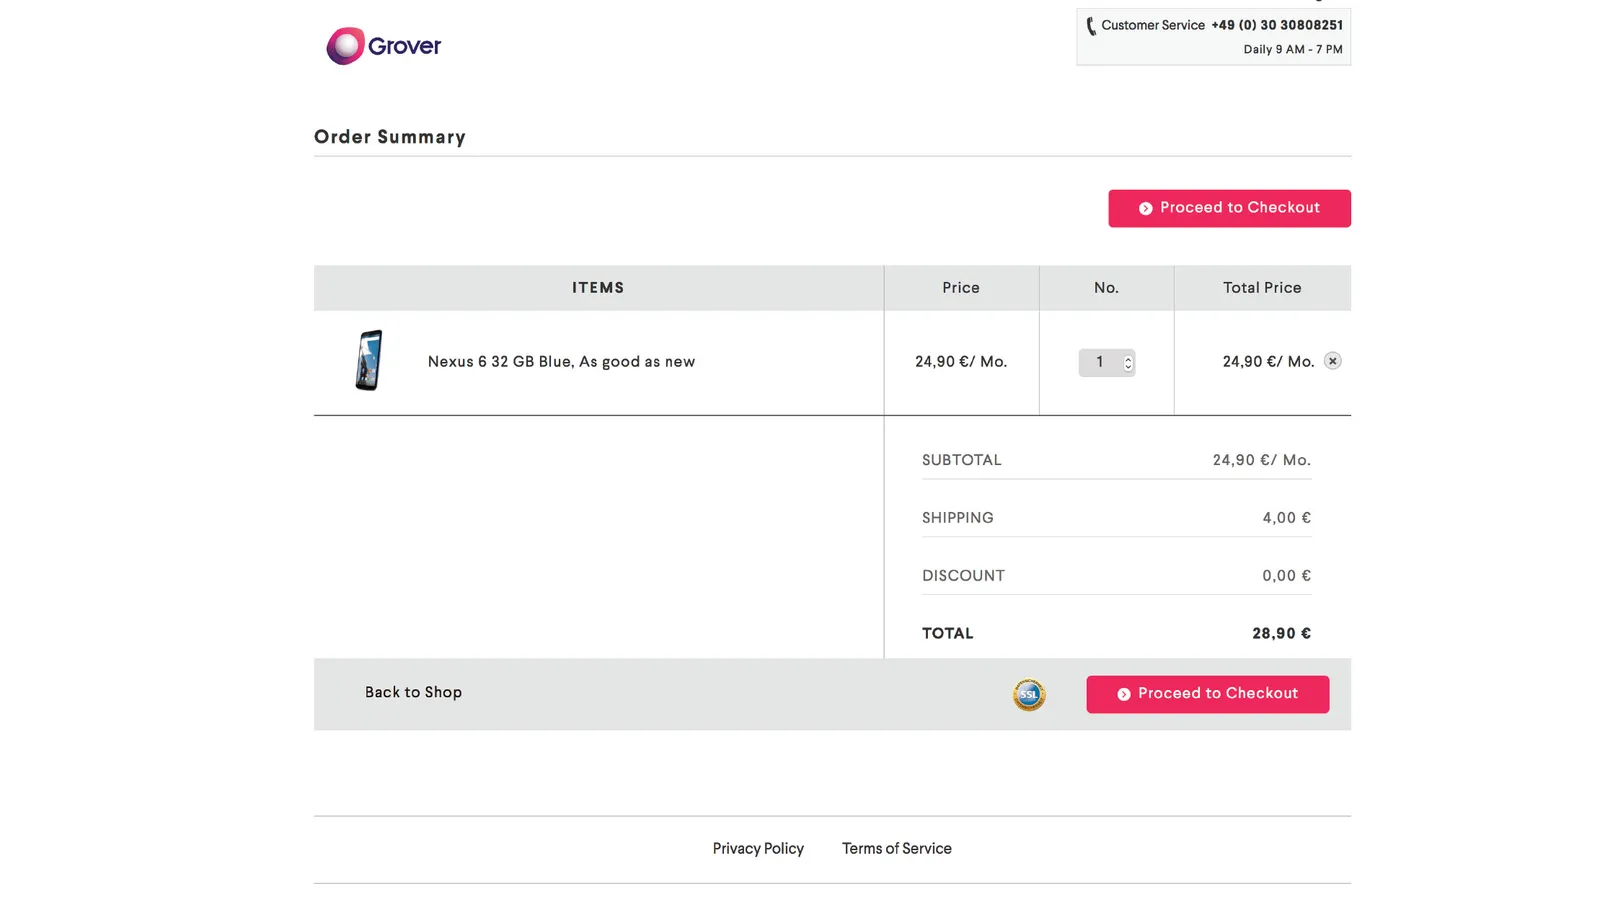 Grover
Customer Service +49 (0) 30 30808251
Daily 9 AM - 7 PM
Order Summary
Proceed to Checkout
ITEMS Price No. Total Price
Nexus 6 32 GB Blue, As good as new 24,90 €/ Mo. 1 24,90 €/ Mo.
SUBTOTAL 24,90 €/ Mo.
SHIPPING 4,00 €
DISCOUNT 0,00 €
TOTAL 28,90 €
Back to Shop SSL Proceed to Checkout
Privacy Policy Terms of Service